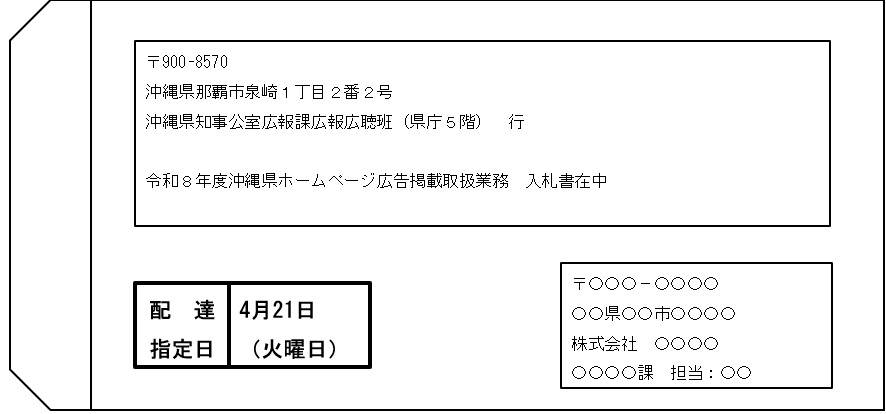 〒900-8570
沖縄県那覇市泉崎１丁目２番２号
沖縄県知事公室広報課広報広聴班（県庁５階）　行
令和８年度沖縄県ホームページ広告掲載取扱業務　入札書在中
配　達
指定日
4月21日
（火曜日）
〒○○○－○○○○
○○県○○市○○○○
株式会社　○○○○
○○○○課　担当：○○